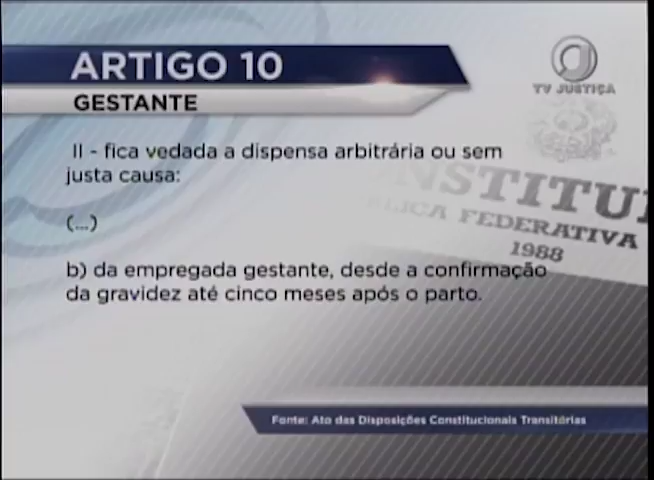 ARTIGO 10
TV JUSTIÇA
GESTANTE
II - fica vedada a dispensa arbitrária ou sem
justa causa:
(...)
b) da empregada gestante, desde a confirmação
da gravidez até cinco meses após o parto.
NSTITU
LICA FEDERATIVA
1988
Fonte: Ato das Disposições Constitucionais Transitórias